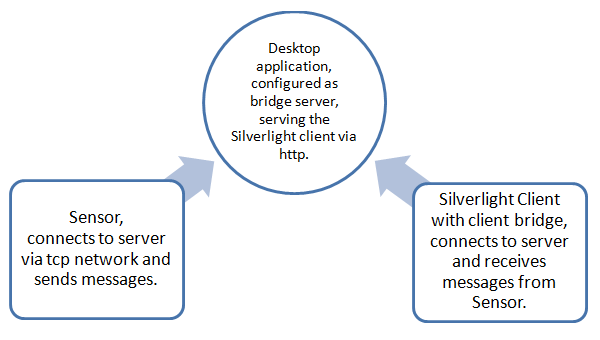 Desktop
application,
configured as
bridge server,
serving the
Silverlight client via
http.
Sensor,
connects to server
via tcp network and
sends messages.
Silverlight Client
with client bridge,
connects to server
and receives
messages from
Sensor.